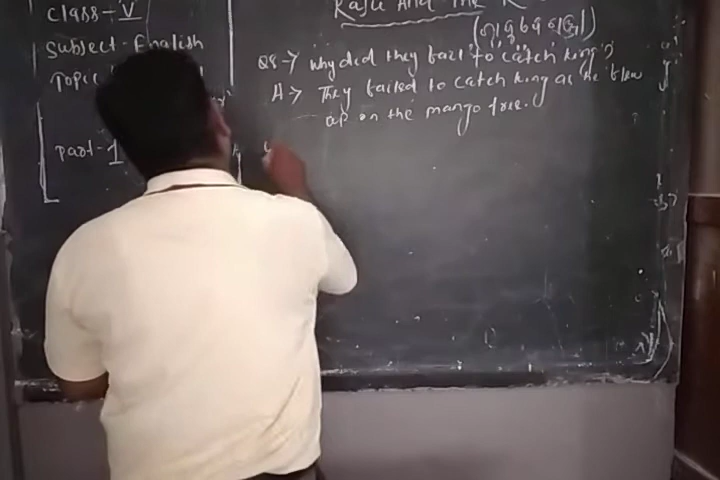 Class - V
Subject - English
Topic
Part - 1
Raju And The K
Q8 → Why did they fail to catch king?
A → They failed to catch king as he flew
up on the mango tree.